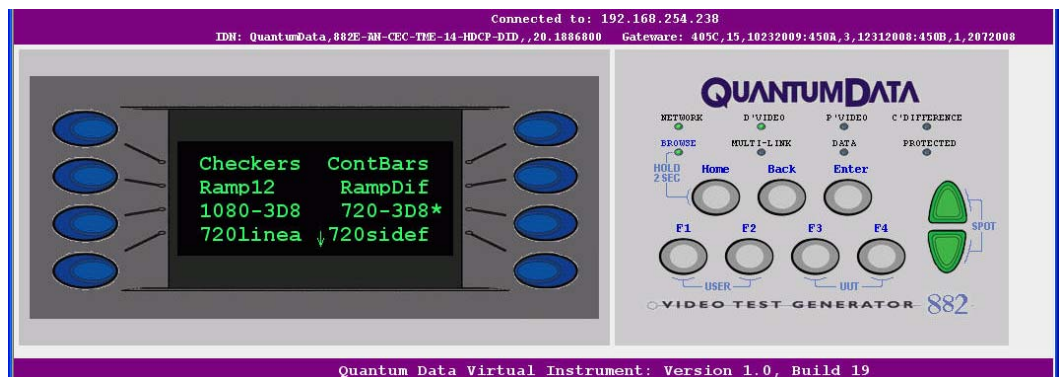 Connected to: 192.168.254.238
IDN: QuantumData,882E-AN-CEC-TME-14-HDCP-DID,,20.1886800 Gateware: 405C,15,10232009:450A,3,12312008:450B,1,2072008
Checkers ContBars
Ramp12 RampDif
1080-3D8 720-3D8*
720linea ↓720sidef
QUANTUMDATA
NETWORK D'VIDEO P'VIDEO C'DIFFERENCE
BROWSE MULTI-LINK DATA PROTECTED
HOLD 2 SEC
Home Back Enter
F1 F2 F3 F4
SPOT
USER UUT
VIDEO TEST GENERATOR 882
Quantum Data Virtual Instrument: Version 1.0, Build 19